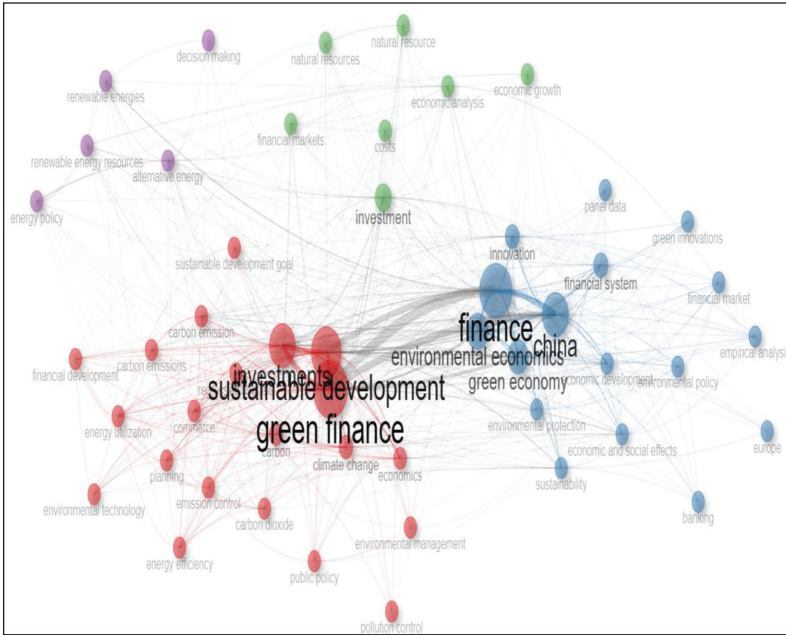 natural resource
decision making
natural resources
economic growth
renewable energies
economic analysis
financial markets
costs
renewable energy resources
alternative energy
panel data
energy policy
investment
green innovations
innovation
sustainable development goal
financial system
financial market
carbon emission
finance
china
carbon emissions
environmental economics
empirical analysis
financial development
investments
green economy
economic development
environmental policy
sustainable development
commerce
environmental protection
energy utilization
green finance
economic and social effects
europe
carbon
climate change
planning
economics
sustainability
emission control
environmental technology
banking
carbon dioxide
environmental management
energy efficiency
public policy
pollution control